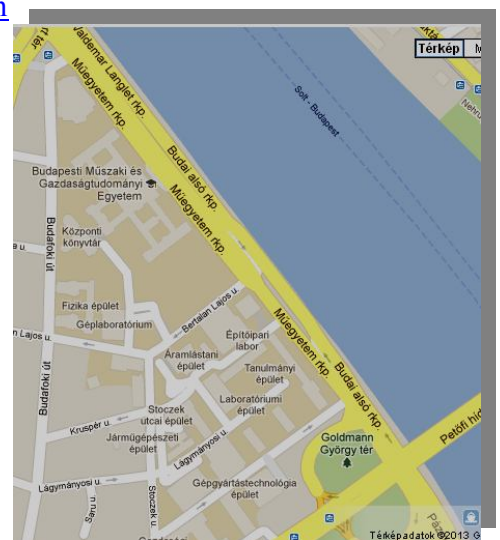 Térkép
Valdemar Langlet rkp.
Műegyetem rkp.
Solt - Budapest
Nehru
Budai alsó rkp.
Budapesti Műszaki és
Gazdaságtudományi
Egyetem
Műegyetem rkp.
Központi
könyvtár
Budafoki út
Fizika épület
Géplaboratórium
Bertalan Lajos u.
Építőipari
labor
Műegyetem rkp.
Budai alsó rkp.
Áramlástani
épület
Tanulmányi
épület
Budafoki út
Laboratóriumi
épület
Stoczek
utcai épület
Kruspér u.
Járműgépészeti
épület
Goldmann
György tér
Petőfi híd
Lágymányosi u.
Lágymányosi u.
Gépgyártástechnológia
épület
Stoczek u.
Térképadatok ©2013 G